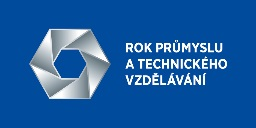 ROK PRŮMYSLU
A TECHNICKÉHO
VZDĚLÁVÁNÍ